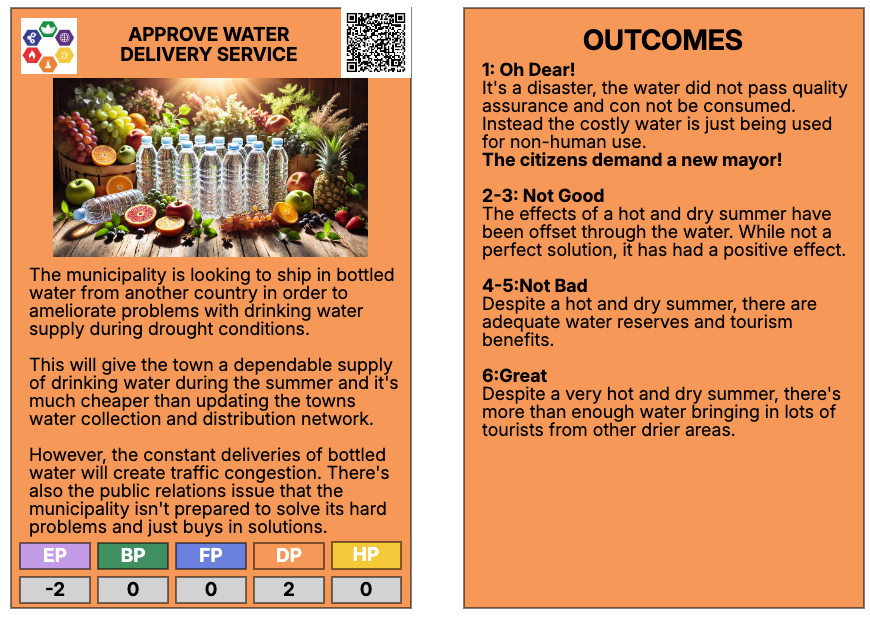 APPROVE WATER
DELIVERY SERVICE
The municipality is looking to ship in bottled
water from another country in order to
ameliorate problems with drinking water
supply during drought conditions.
This will give the town a dependable supply
of drinking water during the summer and it's
much cheaper than updating the towns
water collection and distribution network.
However, the constant deliveries of bottled
water will create traffic congestion. There's
also the public relations issue that the
municipality isn't prepared to solve its hard
problems and just buys in solutions.
EP BP FP DP HP
-2 0 0 2 0
OUTCOMES
1: Oh Dear!
It's a disaster, the water did not pass quality
assurance and con not be consumed.
Instead the costly water is just being used
for non-human use.
The citizens demand a new mayor!
2-3: Not Good
The effects of a hot and dry summer have
been offset through the water. While not a
perfect solution, it has had a positive effect.
4-5:Not Bad
Despite a hot and dry summer, there are
adequate water reserves and tourism
benefits.
6:Great
Despite a very hot and dry summer, there's
more than enough water bringing in lots of
tourists from other drier areas.